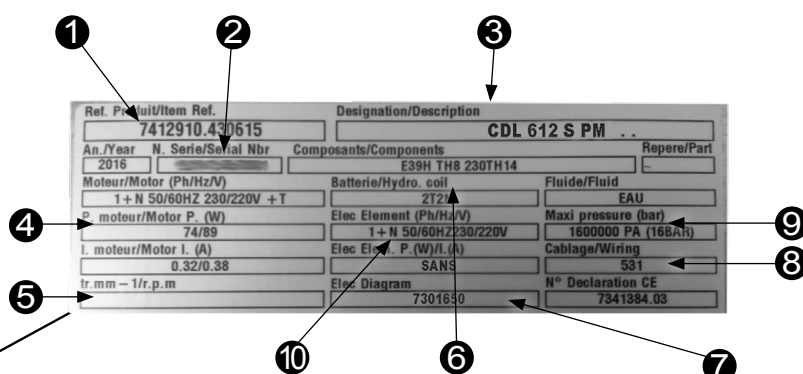 1 2 3
Ref. Produit/Item Ref. Designation/Description
7412910.430615 CDL 612 S PM . .
An./Year N. Serie/Serial Nbr Composants/Components Repere/Part
2016 E39H TH8 230TH14 ~
Moteur/Motor (Ph/Hz/V) Batterie/Hydro. coil Fluide/Fluid
1+N 50/60HZ 230/220V +T EAU
4 P. moteur/Motor P. (W) Elec Element (Ph/Hz/V) Maxi pressure (bar) 9
74/89 1+N 50/60HZ230/220V 1600000 PA (16BAR)
I. moteur/Motor I. (A) Elec Elem. P.(W)/I.(A) Cablage/Wiring
0.32/0.38 SANS 531 8
5 tr.mm – 1/r.p.m Elec Diagram N° Declaration CE
7301650 7341384.03
10 6 7